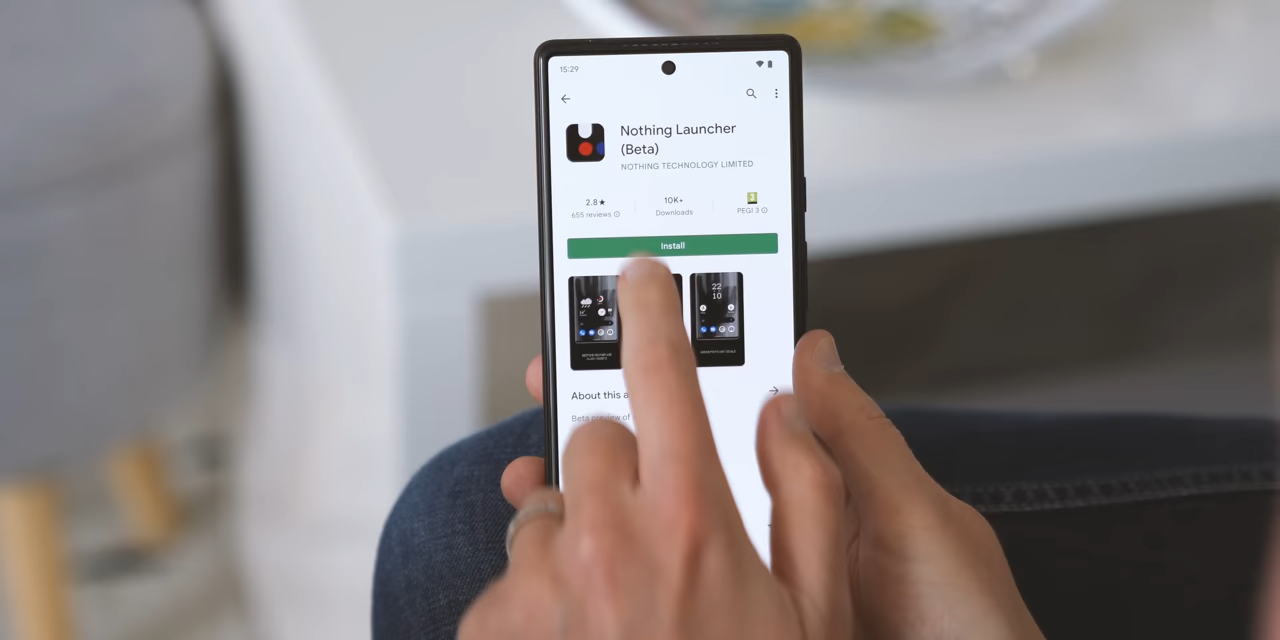 15:29
Nothing Launcher
(Beta)
NOTHING TECHNOLOGY LIMITED
2.8★
10K+
3
655 reviews
Downloads
PEGI 3
Install
22
10
About this a
Beta preview of